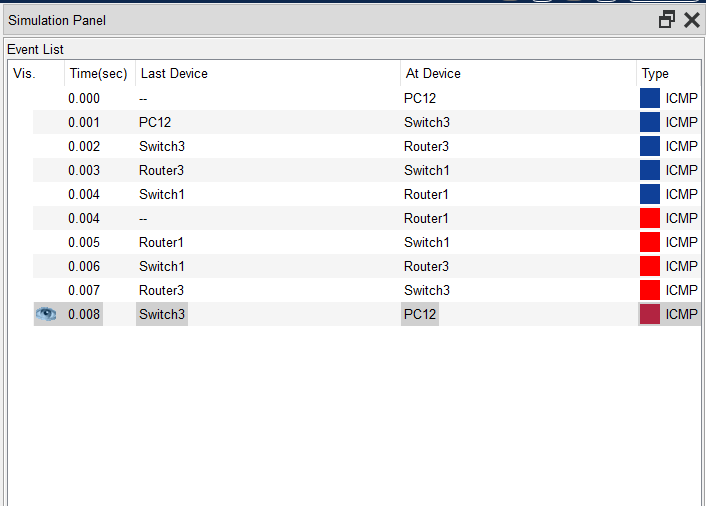 Simulation Panel
Event List
Vis. Time(sec) Last Device At Device Type
0.000 -- PC12 ICMP
0.001 PC12 Switch3 ICMP
0.002 Switch3 Router3 ICMP
0.003 Router3 Switch1 ICMP
0.004 Switch1 Router1 ICMP
0.004 -- Router1 ICMP
0.005 Router1 Switch1 ICMP
0.006 Switch1 Router3 ICMP
0.007 Router3 Switch3 ICMP
0.008 Switch3 PC12 ICMP